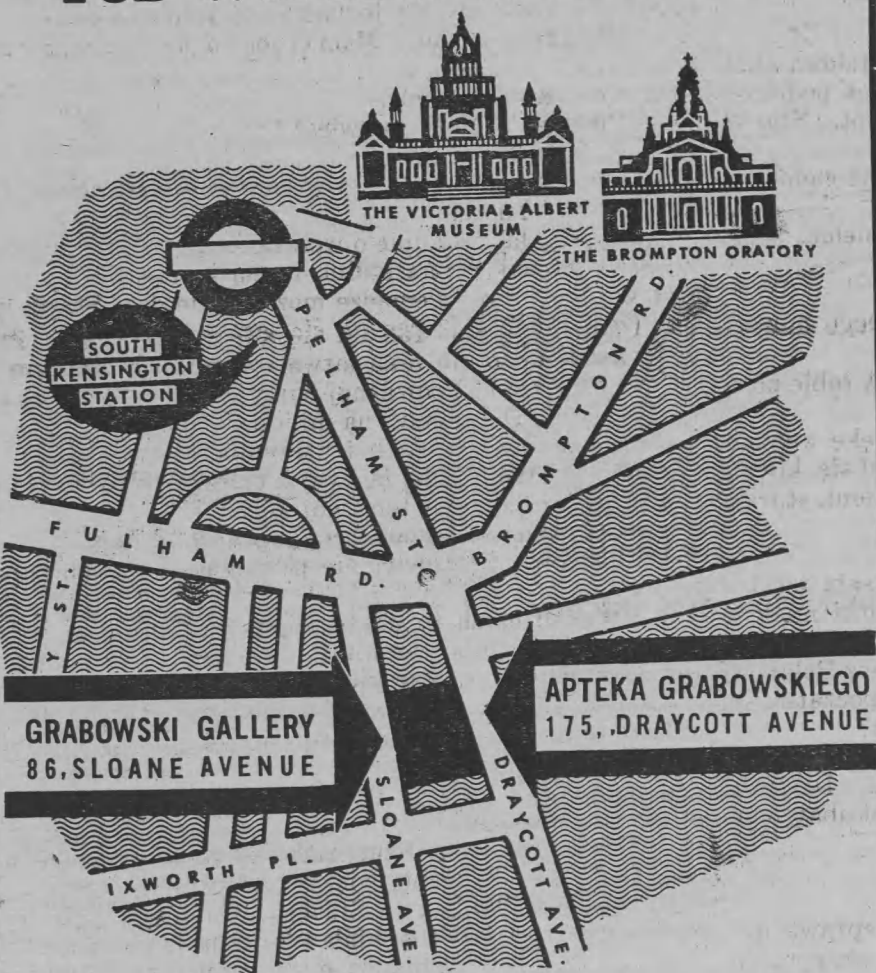 THE VICTORIA & ALBERT
MUSEUM
THE BROMPTON ORATORY
SOUTH
KENSINGTON
STATION
PELHAM ST.
BROMPTON RD.
FULHAM RD.
Y ST.
GRABOWSKI GALLERY
86, SLOANE AVENUE
APTEKA GRABOWSKIEGO
175, DRAYCOTT AVENUE
SLOANE AVE.
DRAYCOTT AVE.
IXWORTH PL.